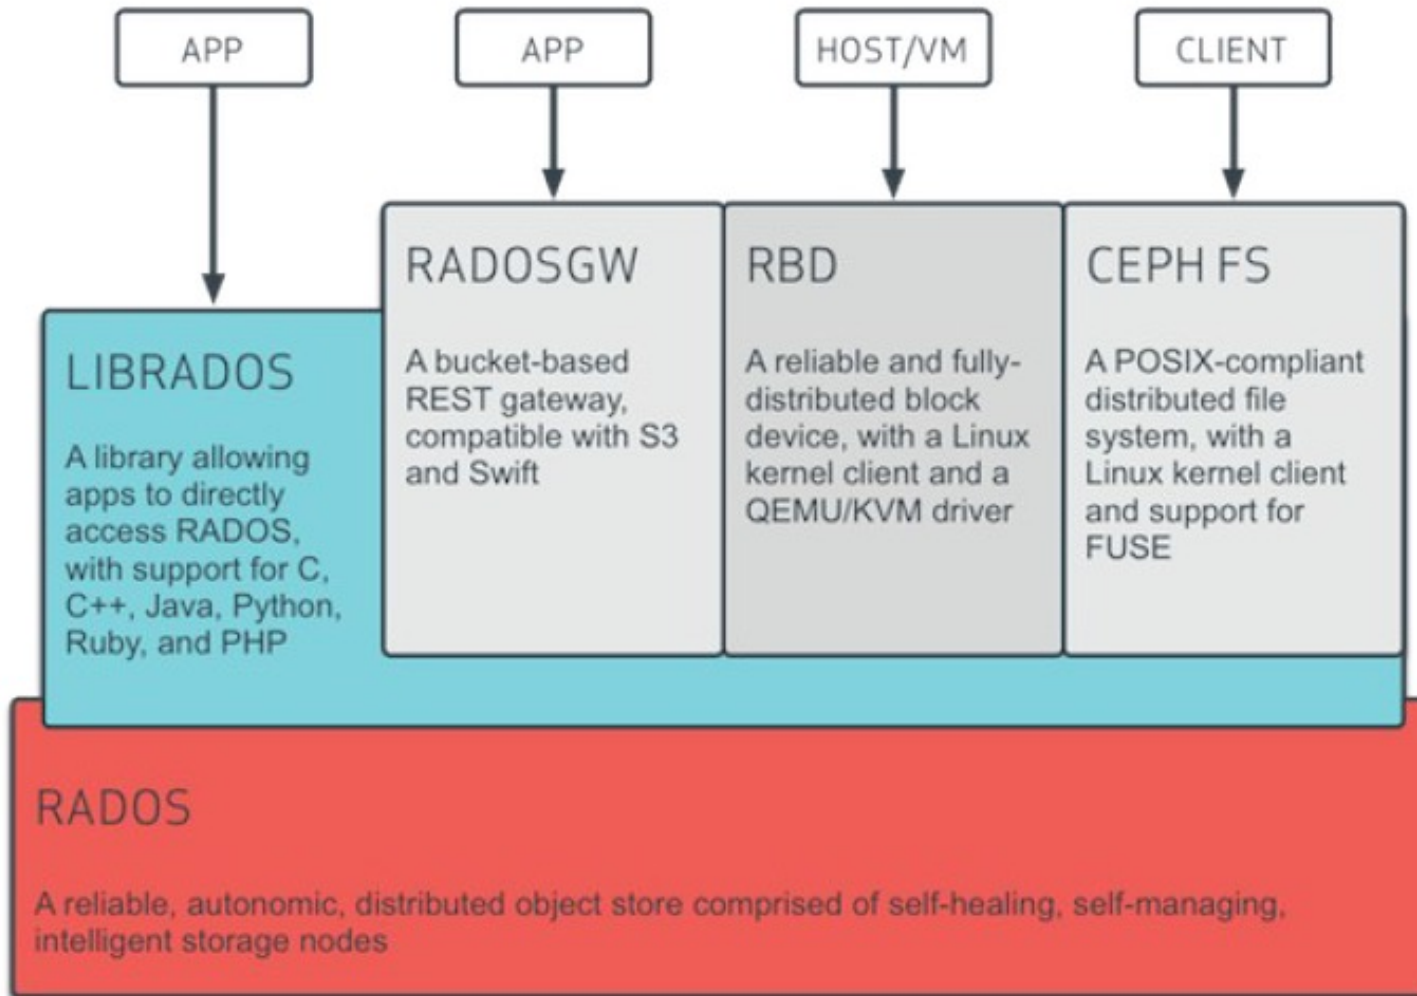 APP
APP
HOST/VM
CLIENT
LIBRADOS
A library allowing
apps to directly
access RADOS,
with support for C,
C++, Java, Python,
Ruby, and PHP
RADOSGW
A bucket-based
REST gateway,
compatible with S3
and Swift
RBD
A reliable and fully-
distributed block
device, with a Linux
kernel client and a
QEMU/KVM driver
CEPH FS
A POSIX-compliant
distributed file
system, with a
Linux kernel client
and support for
FUSE
RADOS
A reliable, autonomic, distributed object store comprised of self-healing, self-managing,
intelligent storage nodes